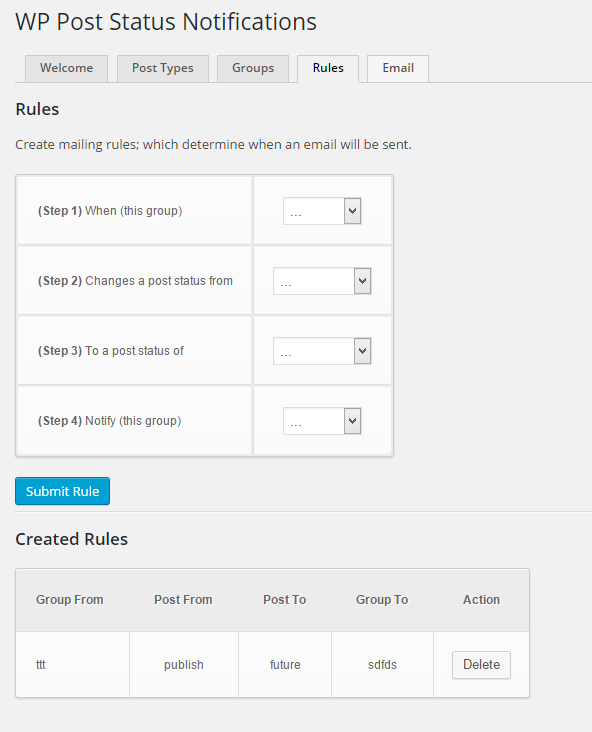 WP Post Status Notifications
Welcome Post Types Groups Rules Email
Rules
Create mailing rules; which determine when an email will be sent.
(Step 1) When (this group) ...
(Step 2) Changes a post status from ...
(Step 3) To a post status of ...
(Step 4) Notify (this group) ...
Submit Rule
Created Rules
Group From Post From Post To Group To Action
ttt publish future sdfds Delete